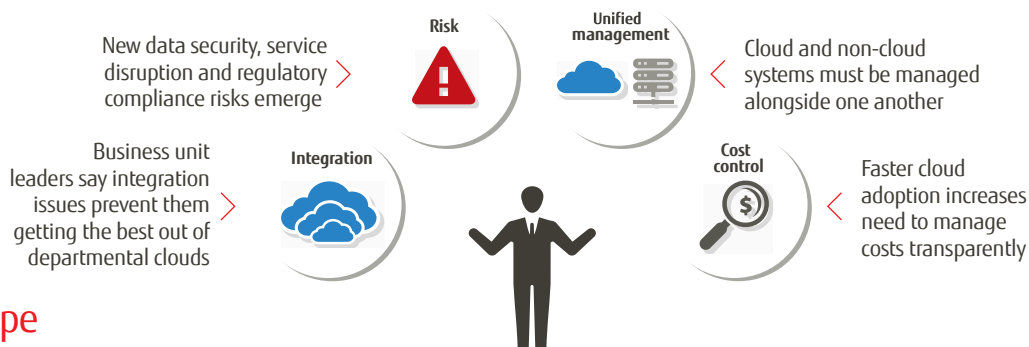 Risk
New data security, service
disruption and regulatory
compliance risks emerge
Unified
management
Cloud and non-cloud
systems must be managed
alongside one another
Business unit
leaders say integration
issues prevent them
getting the best out of
departmental clouds
Integration
Cost
control
$
Faster cloud
adoption increases
need to manage
costs transparently
pe